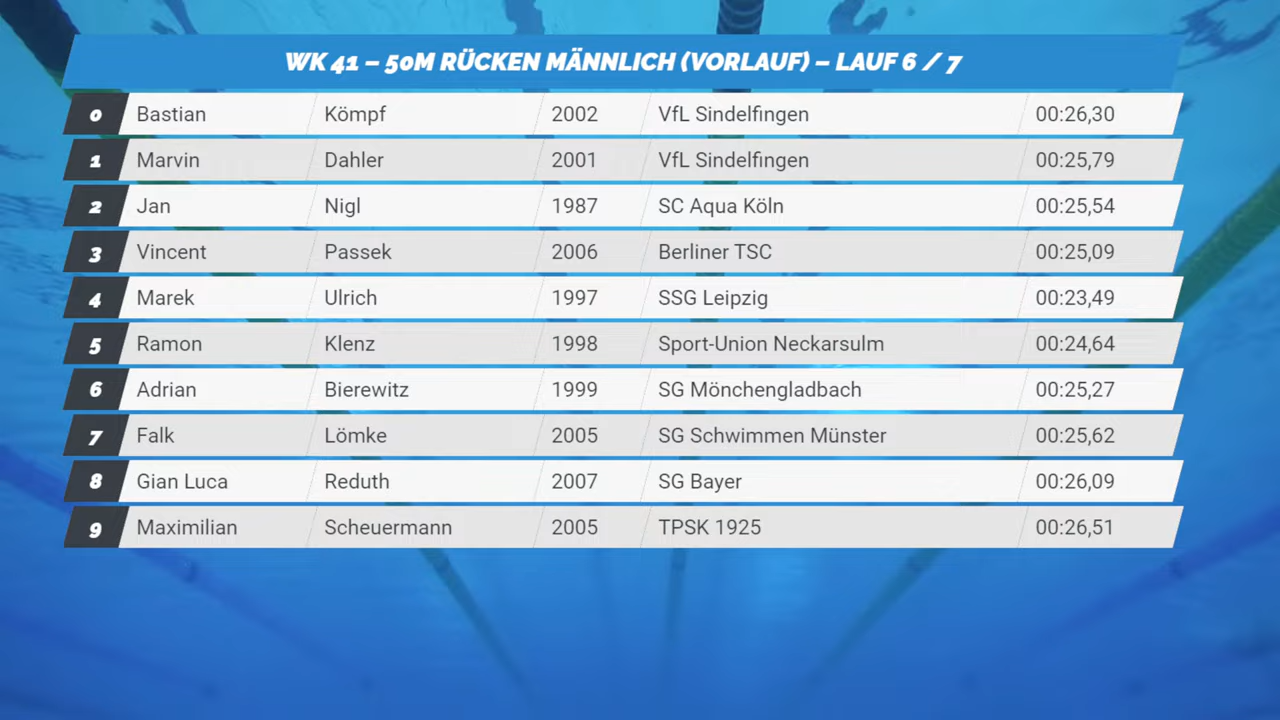 WK 41 – 50M RÜCKEN MÄNNLICH (VORLAUF) – LAUF 6 / 7
0 Bastian Kömpf 2002 VfL Sindelfingen 00:26,30
1 Marvin Dahler 2001 VfL Sindelfingen 00:25,79
2 Jan Nigl 1987 SC Aqua Köln 00:25,54
3 Vincent Passek 2006 Berliner TSC 00:25,09
4 Marek Ulrich 1997 SSG Leipzig 00:23,49
5 Ramon Klenz 1998 Sport-Union Neckarsulm 00:24,64
6 Adrian Bierewitz 1999 SG Mönchengladbach 00:25,27
7 Falk Lömke 2005 SG Schwimmen Münster 00:25,62
8 Gian Luca Reduth 2007 SG Bayer 00:26,09
9 Maximilian Scheuermann 2005 TPSK 1925 00:26,51